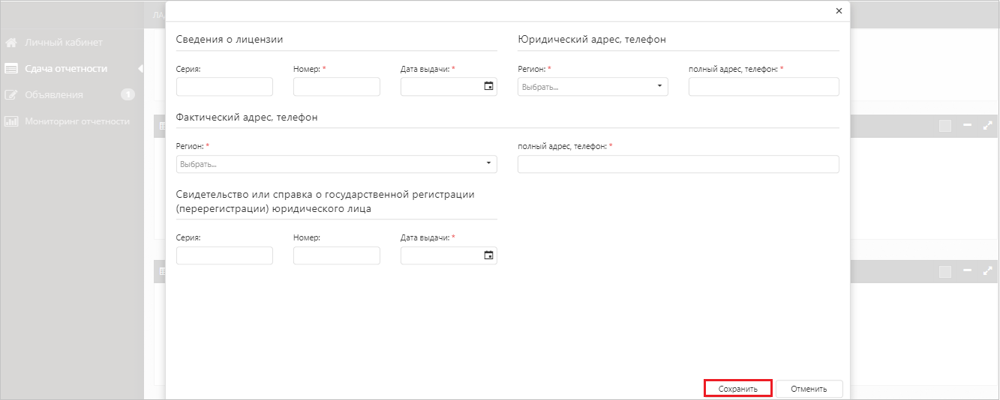 ЛА
Личный кабинет
Сдача отчетности
Объявления 1
Мониторинг отчетности
Сведения о лицензии
Серия: Номер: * Дата выдачи: *
Юридический адрес, телефон
Регион: * полный адрес, телефон: *
Выбрать...
Фактический адрес, телефон
Регион: * полный адрес, телефон: *
Выбрать...
Свидетельство или справка о государственной регистрации
(перерегистрации) юридического лица
Серия: Номер: Дата выдачи: *
Сохранить Отменить